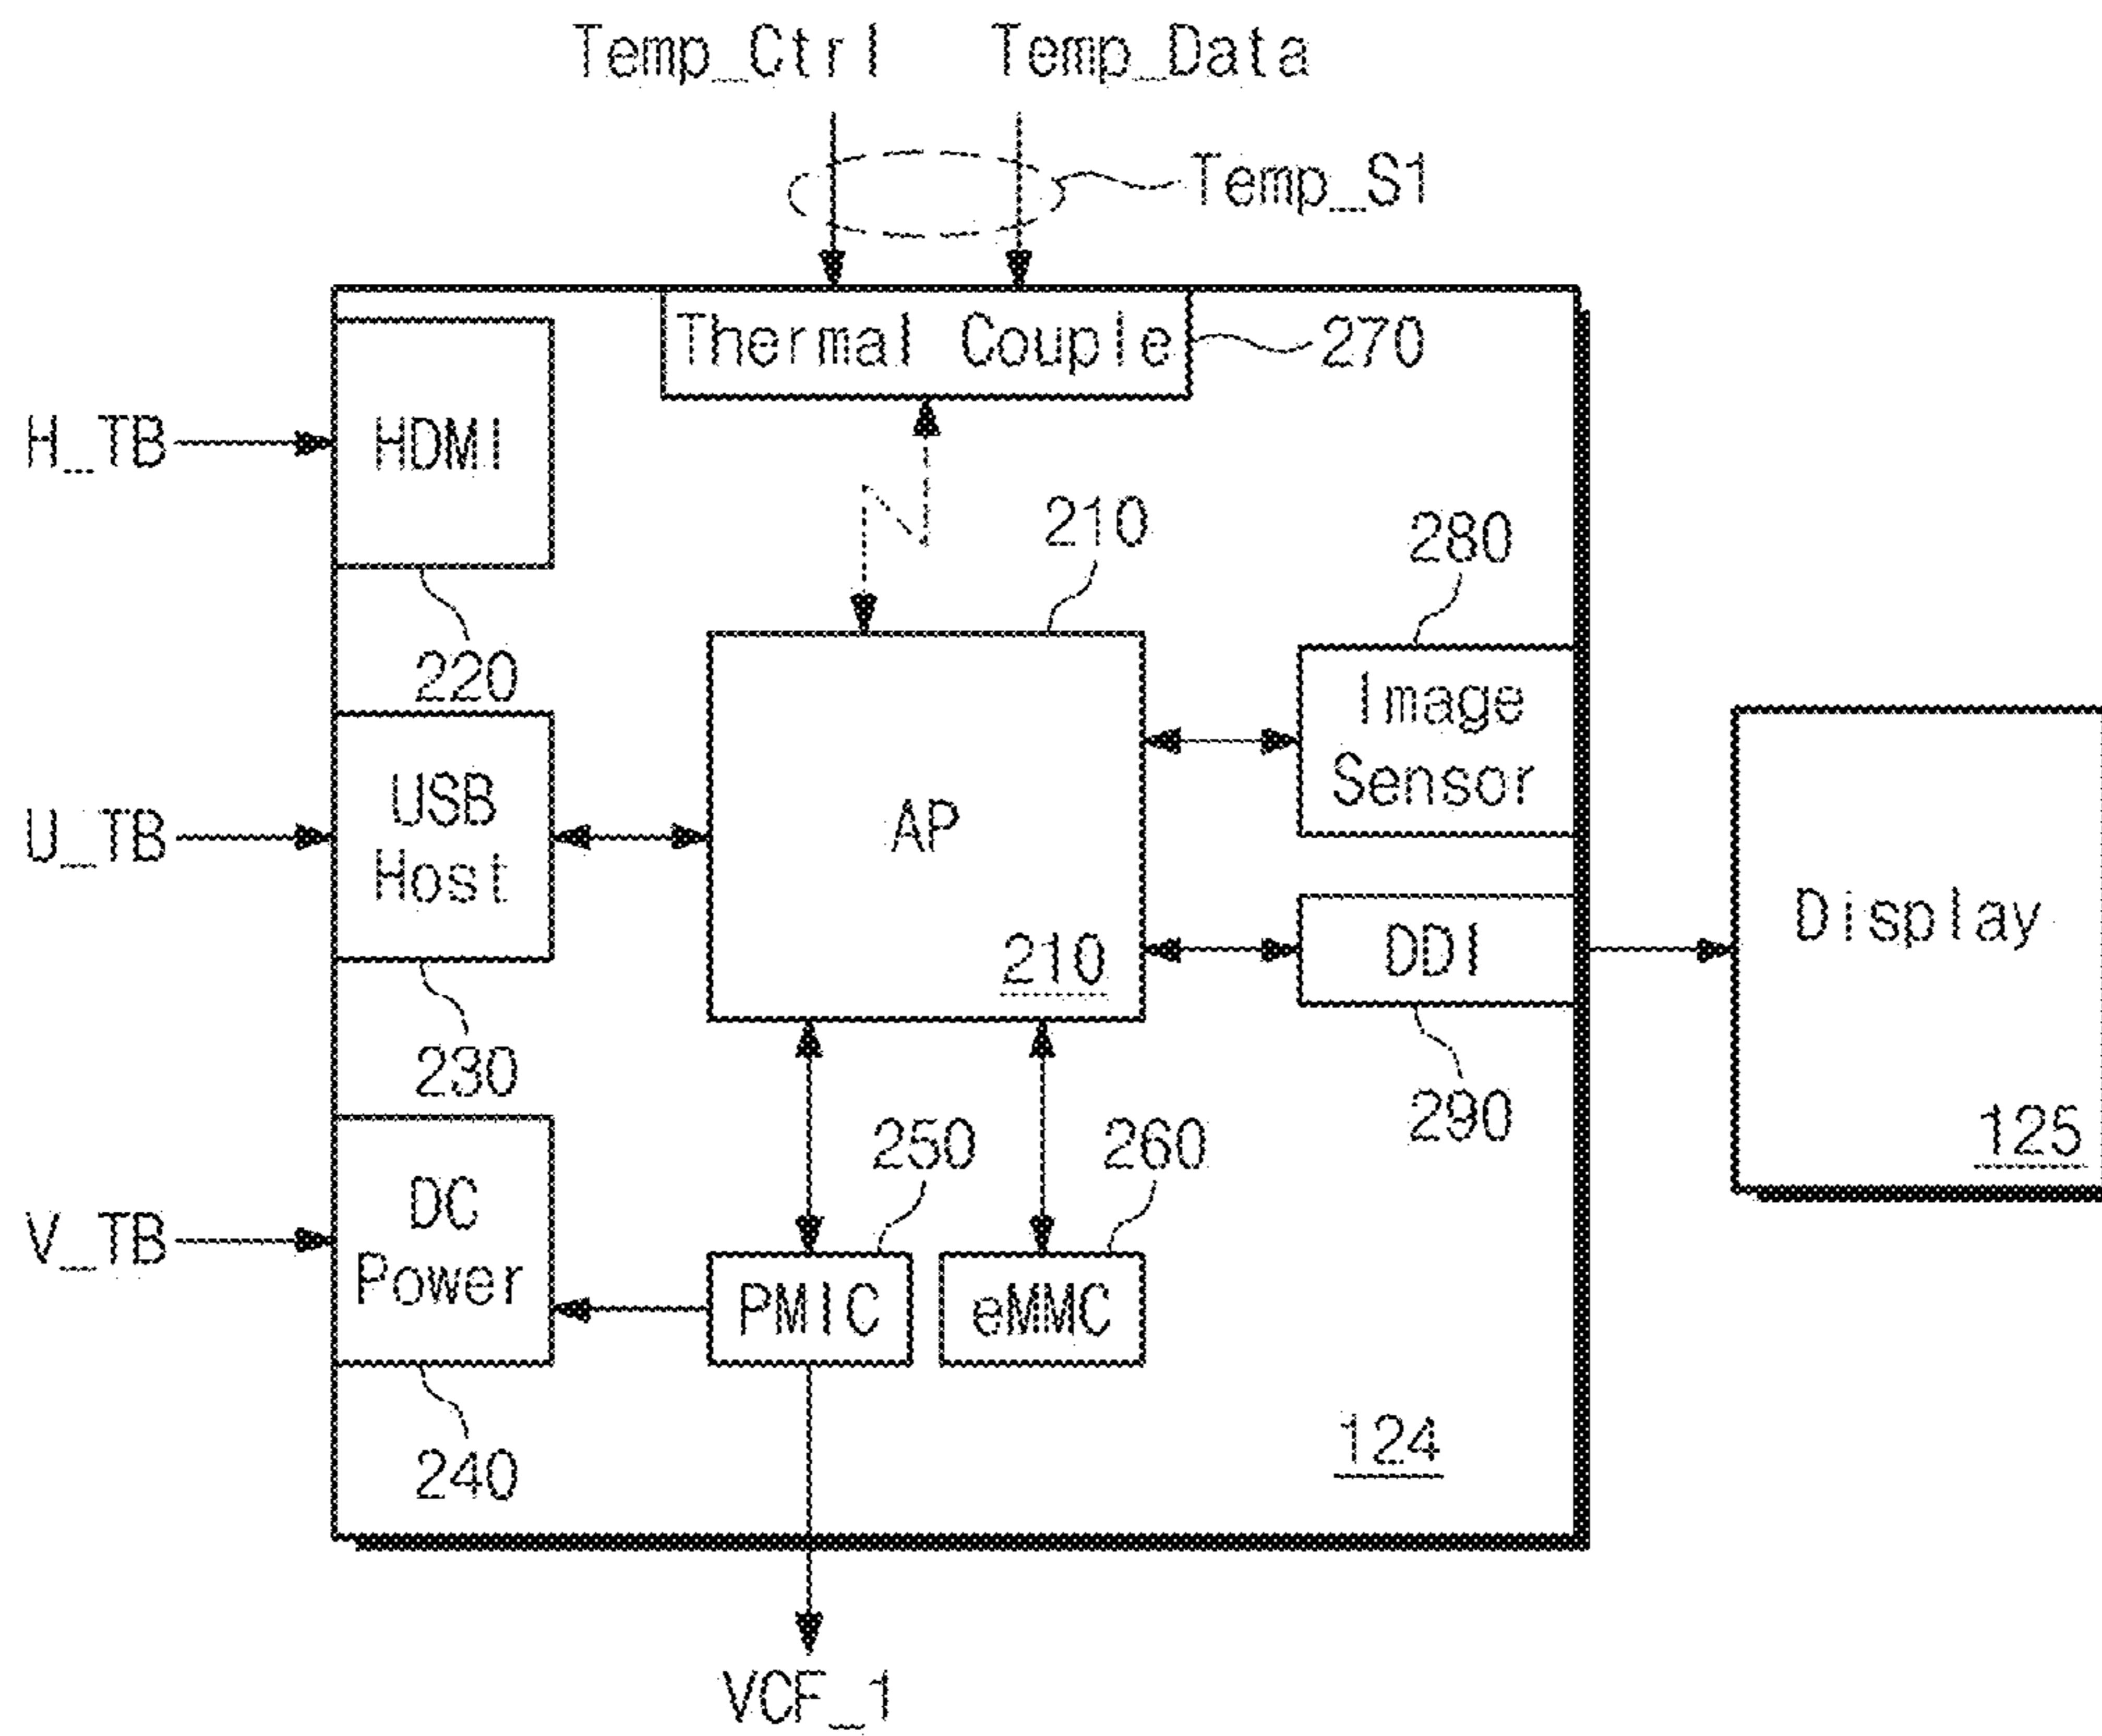 Temp_Ctrl Temp_Data
Temp_S1
Thermal Couple
270
H_TB
HDMI
210
280
220
Image
Sensor
USB
Host
U_TB
AP
210
DDI
Display
230
290
125
250
260
DC
Power
V_TB
PMIC
eMMC
240
124
VCF_1